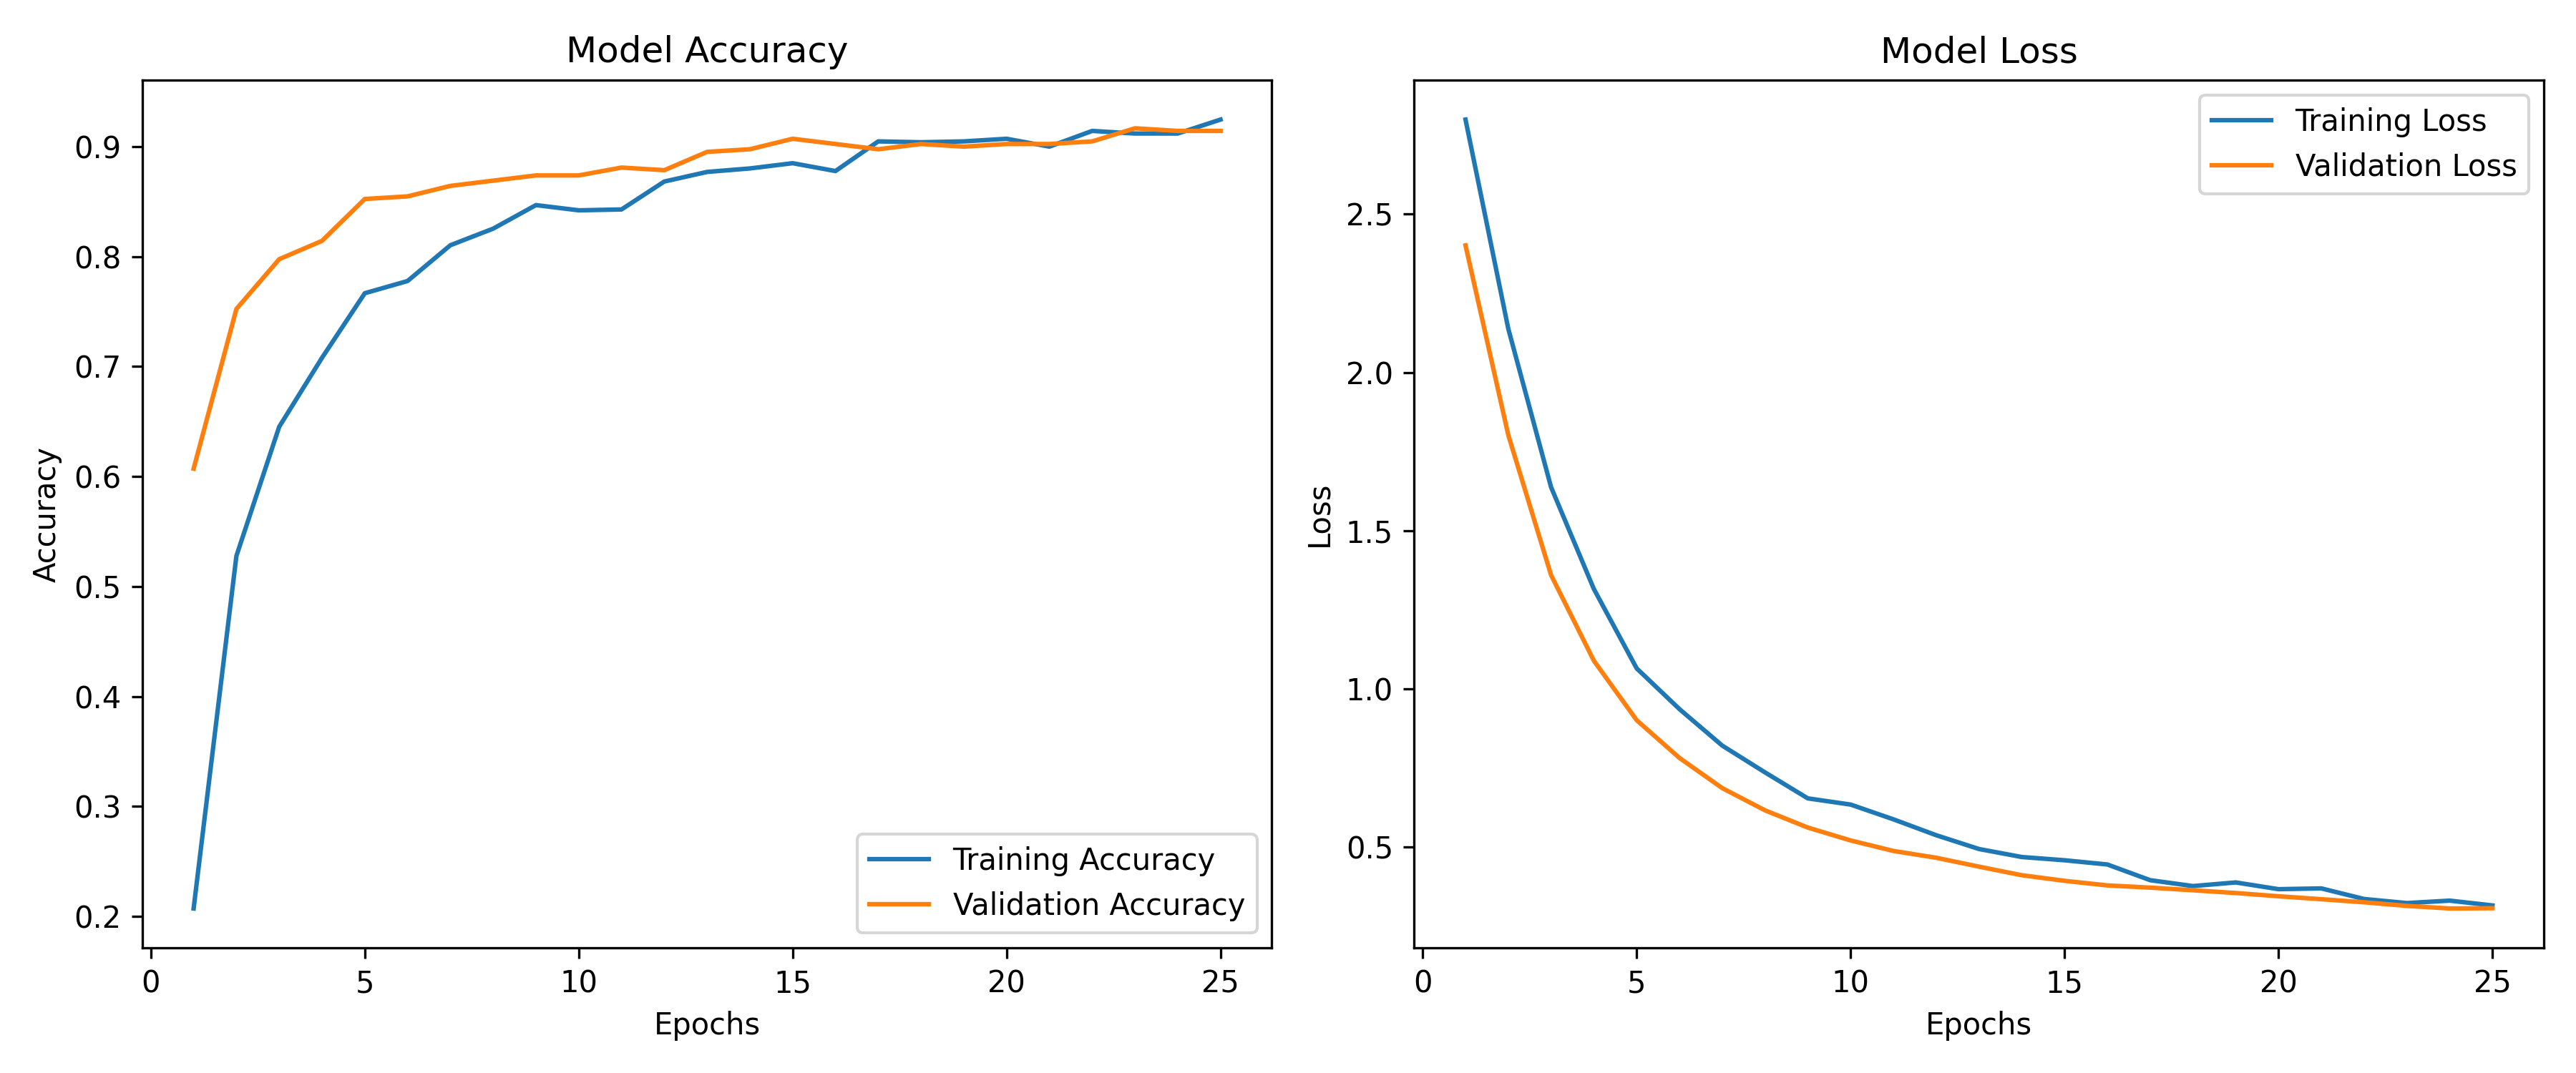 Model Accuracy
Accuracy
0.9
0.8
0.7
0.6
0.5
0.4
0.3
0.2
0 5 10 15 20 25
Epochs
Training Accuracy
Validation Accuracy
Model Loss
Loss
2.5
2.0
1.5
1.0
0.5
0 5 10 15 20 25
Epochs
Training Loss
Validation Loss